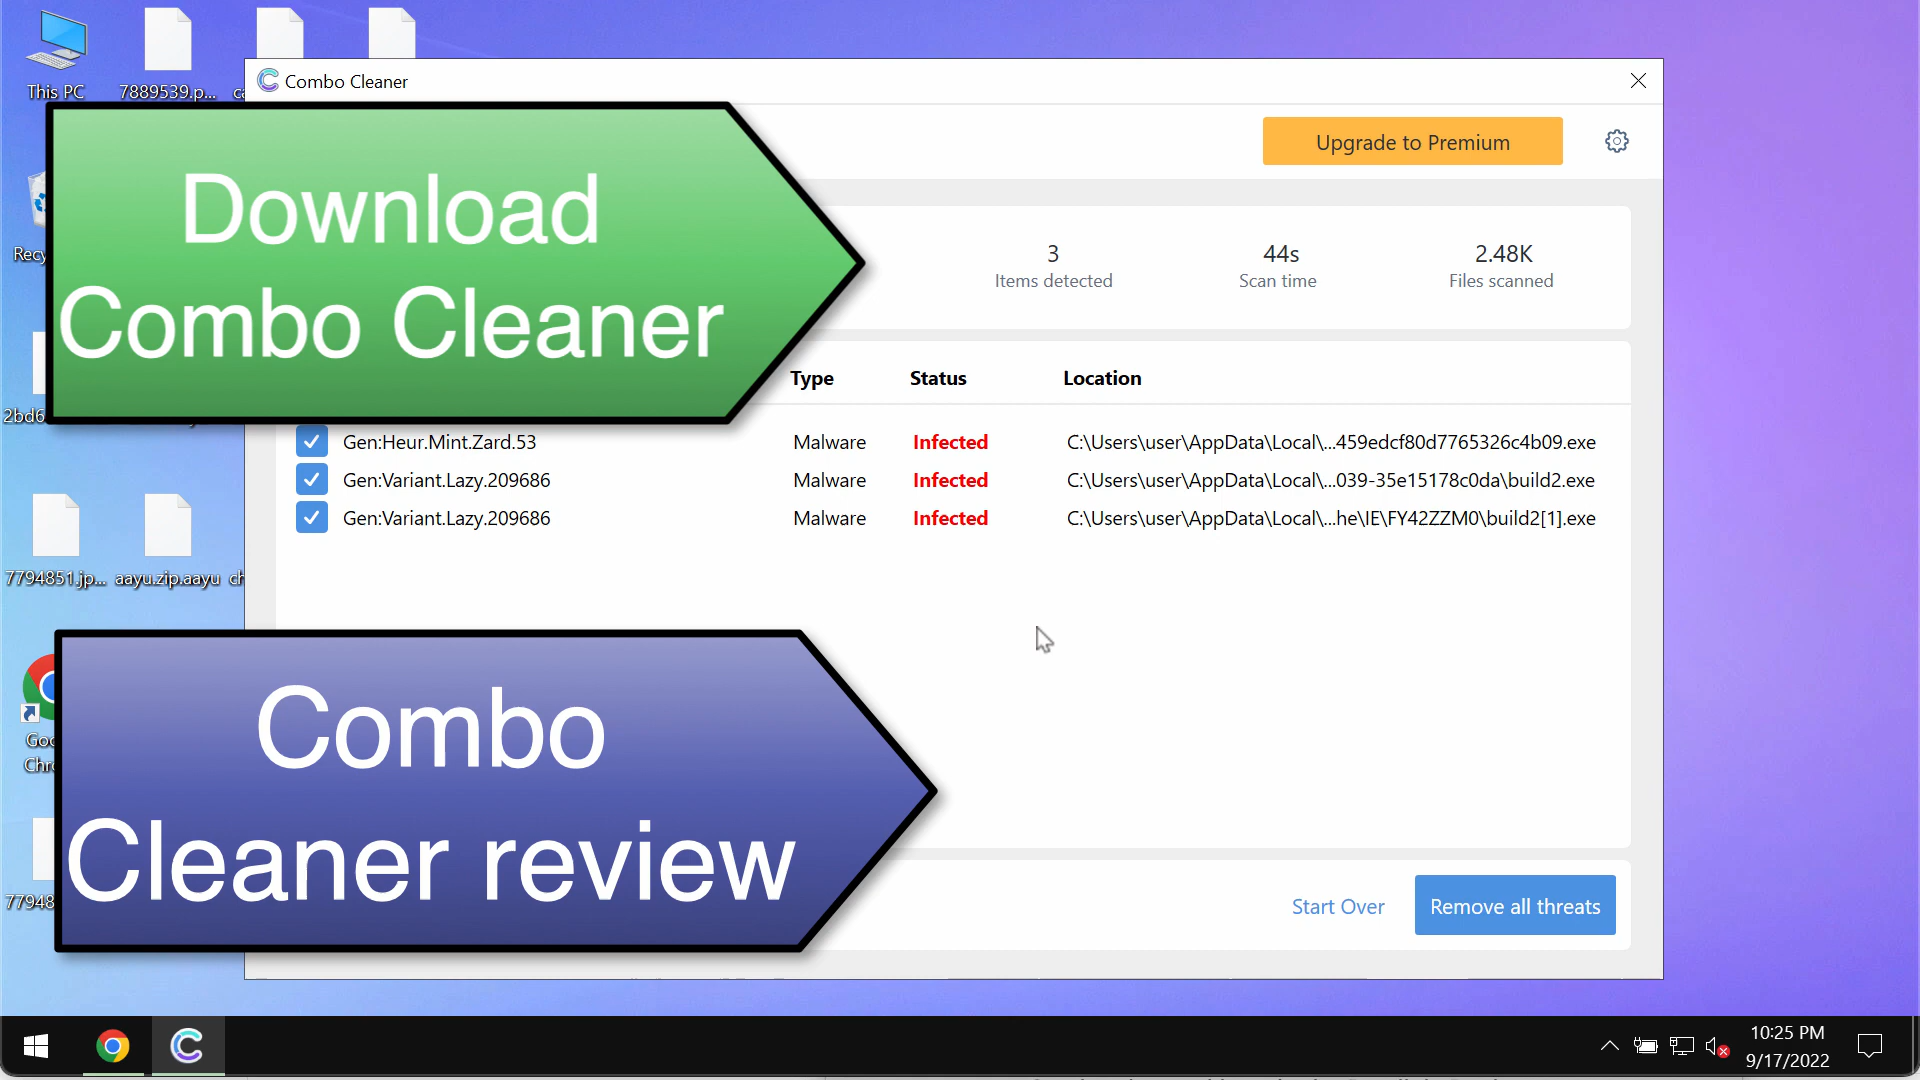 This PC
7889539.p...
Combo Cleaner
Upgrade to Premium
Download
Combo Cleaner
3
Items detected
44s
Scan time
2.48K
Files scanned
Type Status Location
Gen:Heur.Mint.Zard.53 Malware Infected C:\Users\user\AppData\Local\...459edcf80d7765326c4b09.exe
Gen:Variant.Lazy.209686 Malware Infected C:\Users\user\AppData\Local\...039-35e15178c0da\build2.exe
Gen:Variant.Lazy.209686 Malware Infected C:\Users\user\AppData\Local\...he\IE\FY42ZZM0\build2[1].exe
7794851.jp...
aayu.zip.aayu
Combo
Cleaner review
Start Over
Remove all threats
10:25 PM
9/17/2022